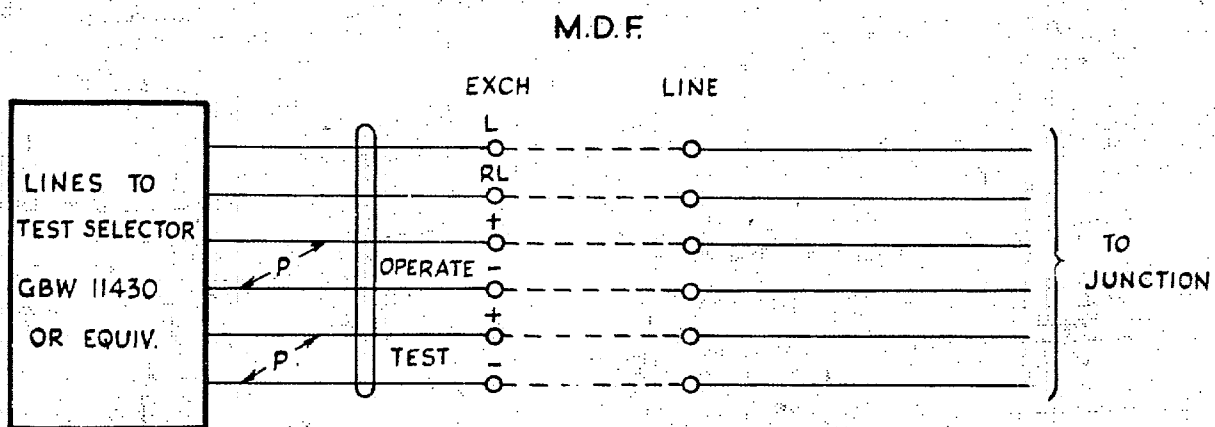 M.D.F.
EXCH LINE
L
RL
+
-
+
-
OPERATE
TEST
P
P
LINES TO
TEST SELECTOR
GBW 11430
OR EQUIV.
TO
JUNCTION